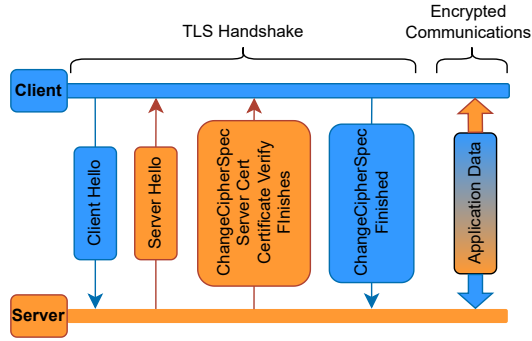 TLS Handshake
Encrypted
Communications
Client
Client Hello
Server Hello
ChangeCipherSpec
Server Cert
Certificate Verify
FInishes
ChangeCipherSpec
Finished
Application Data
Server